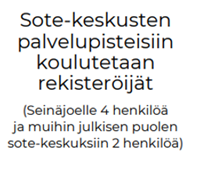 Sote-keskusten
palvelupisteisiin
koulutetaan
rekisteröijät
(Seinäjoelle 4 henkilöä
ja muihin julkisen puolen
sote-keskuksiin 2 henkilöä)